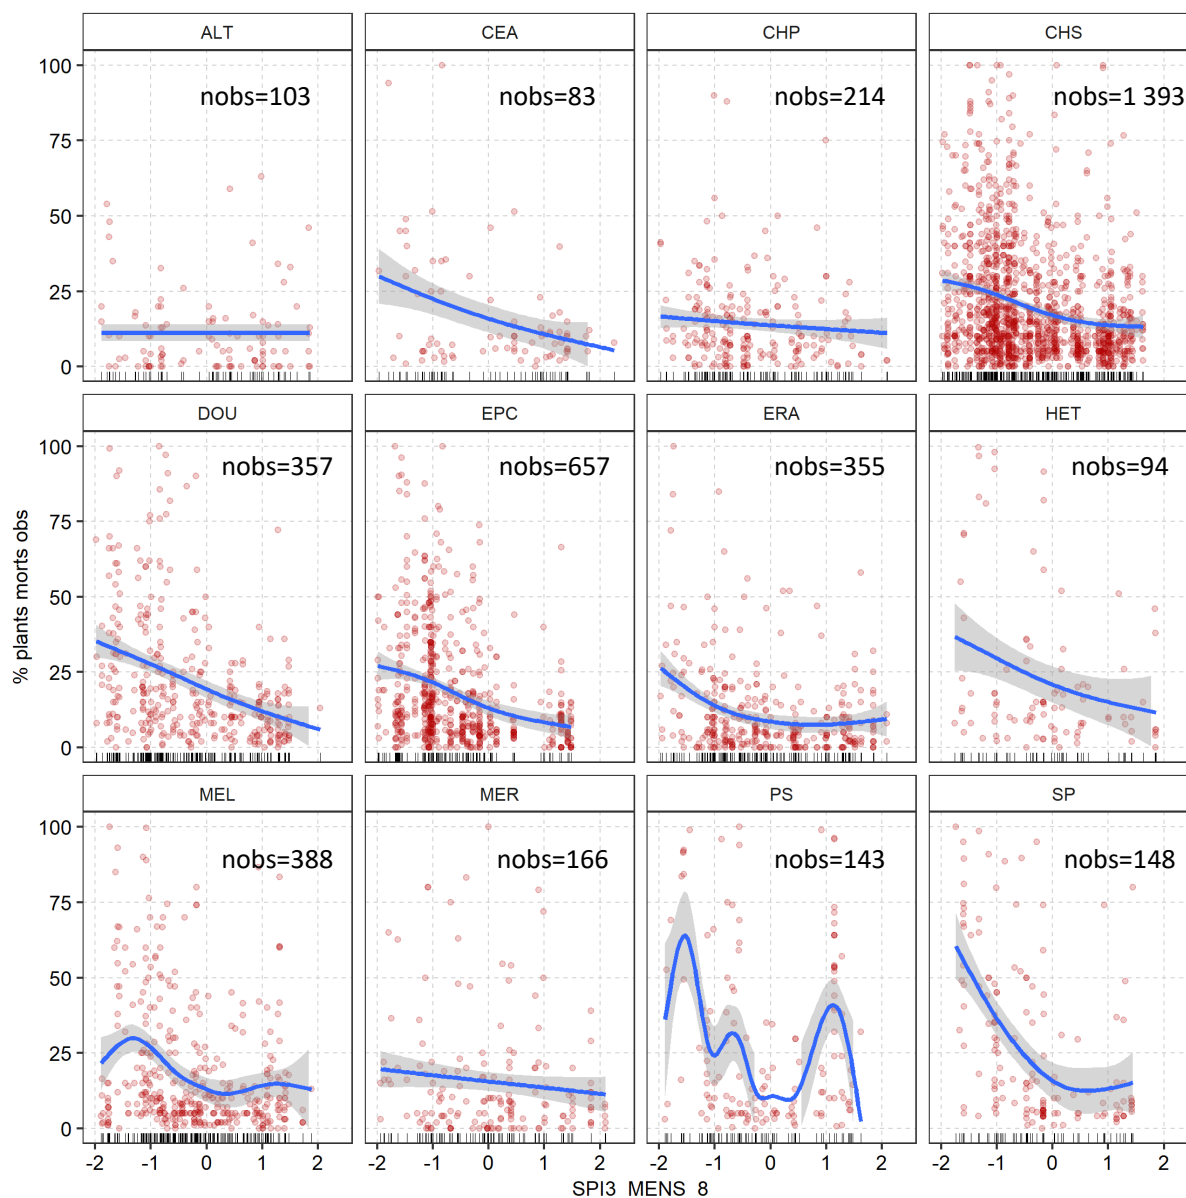 ALT CEA CHP CHS
100
nobs=103 nobs=83 nobs=214 nobs=1 393
75
50
25
0
DOU EPC ERA HET
100
nobs=357 nobs=657 nobs=355 nobs=94
75
50
25
0
% plants morts obs
MEL MER PS SP
100
nobs=388 nobs=166 nobs=143 nobs=148
75
50
25
0
-2 -1 0 1 2 -2 -1 0 1 2 -2 -1 0 1 2 -2 -1 0 1 2
SPI3 MENS 8